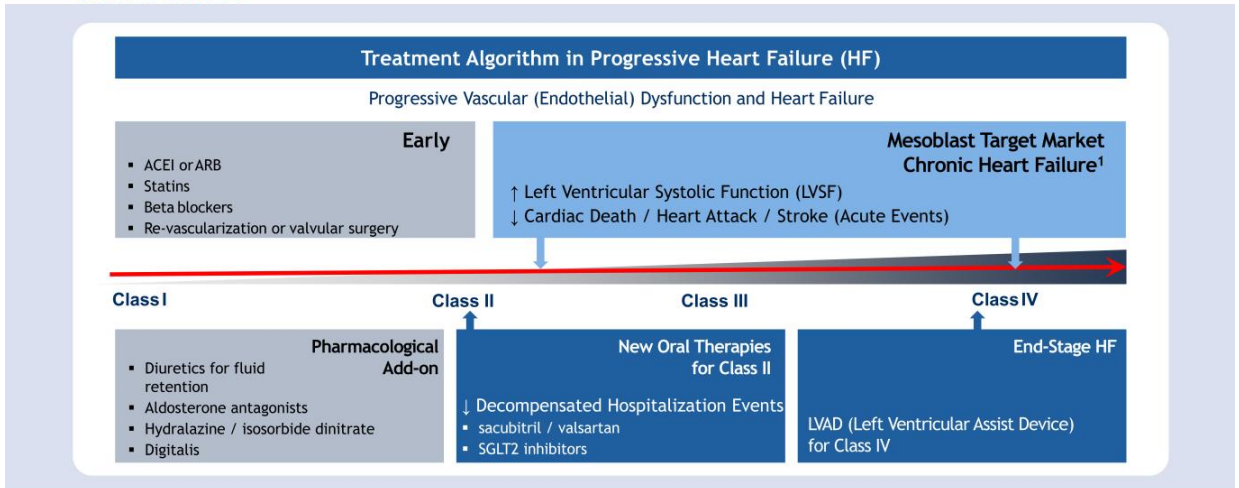 Treatment Algorithm in Progressive Heart Failure (HF)
Progressive Vascular (Endothelial) Dysfunction and Heart Failure
Early
▪ ACEI or ARB
▪ Statins
▪ Beta blockers
▪ Re-vascularization or valvular surgery
Mesoblast Target Market
Chronic Heart Failure¹
↑ Left Ventricular Systolic Function (LVSF)
↓ Cardiac Death / Heart Attack / Stroke (Acute Events)
Class I
Class II
Class III
Class IV
Pharmacological
Add-on
▪ Diuretics for fluid
retention
▪ Aldosterone antagonists
▪ Hydralazine / isosorbide dinitrate
▪ Digitalis
New Oral Therapies
for Class II
↓ Decompensated Hospitalization Events
▪ sacubitril / valsartan
▪ SGLT2 inhibitors
End-Stage HF
LVAD (Left Ventricular Assist Device)
for Class IV